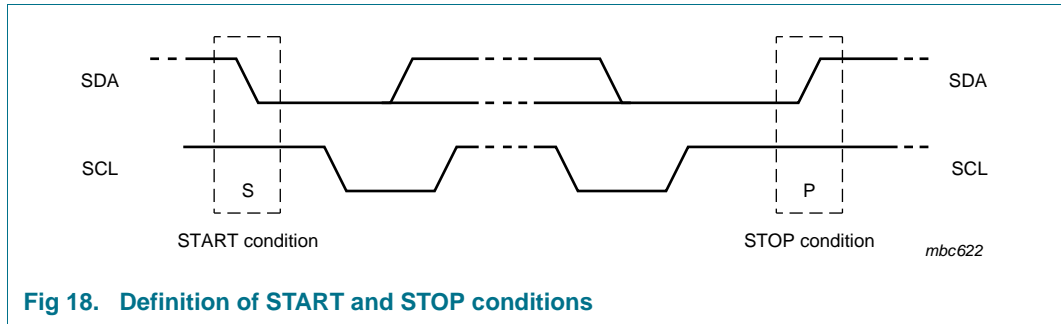 SDA
SDA
SCL
SCL
S
P
START condition
STOP condition
mbc622
Fig 18. Definition of START and STOP conditions